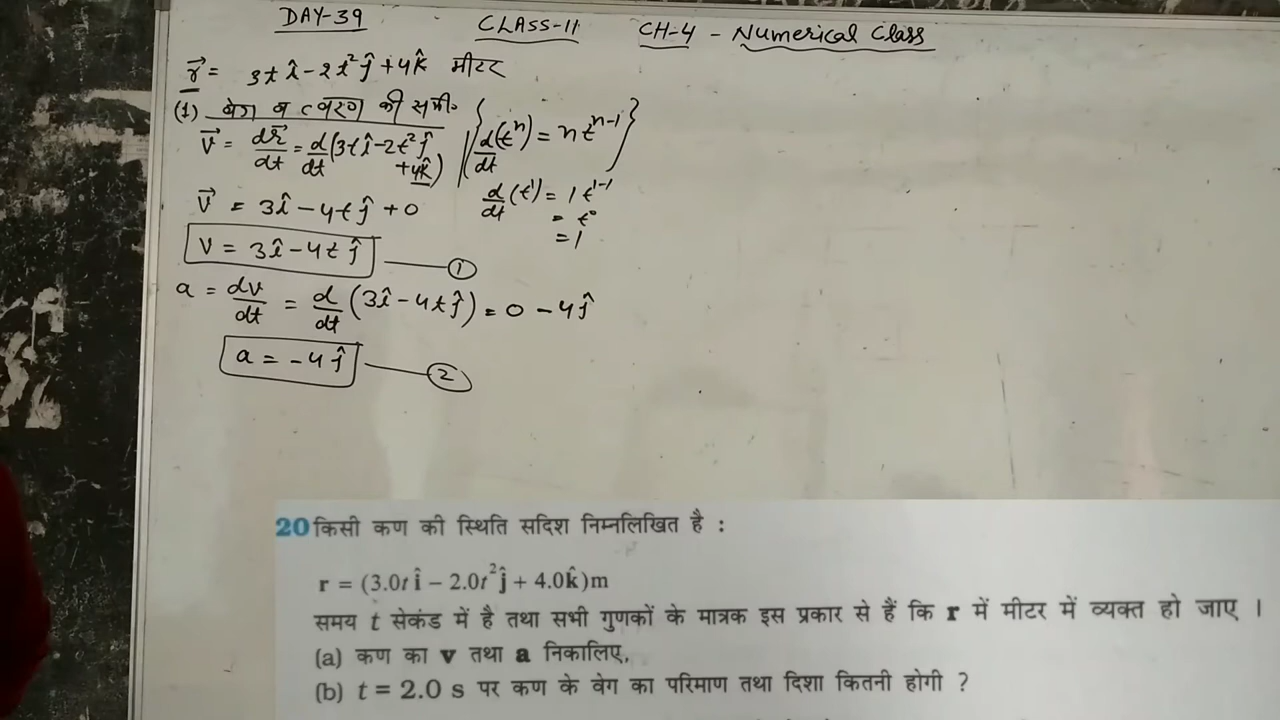 DAY-39 CLASS-11 CH-4 - Numerical Class
r⃗ = 3t î - 2t² ĵ + 4k̂ मीटर
(1) वेग व त्वरण की समी॰
v⃗ = dr⃗/dt = d/dt (3t î - 2t² ĵ + 4k̂) { d/dt (tⁿ) = n tⁿ⁻¹ }
v⃗ = 3î - 4t ĵ + 0
d/dt (t¹) = 1 t¹⁻¹
= t⁰
= 1
v = 3î - 4t ĵ ——①
a = dv/dt = d/dt (3î - 4t ĵ) = 0 - 4ĵ
a = -4ĵ ——②
20 किसी कण की स्थिति सदिश निम्नलिखित है :
r = (3.0t î – 2.0t² ĵ + 4.0k̂)m
समय t सेकंड में है तथा सभी गुणकों के मात्रक इस प्रकार से हैं कि r में मीटर में व्यक्त हो जाए ।
(a) कण का v तथा a निकालिए,
(b) t = 2.0 s पर कण के वेग का परिमाण तथा दिशा कितनी होगी ?